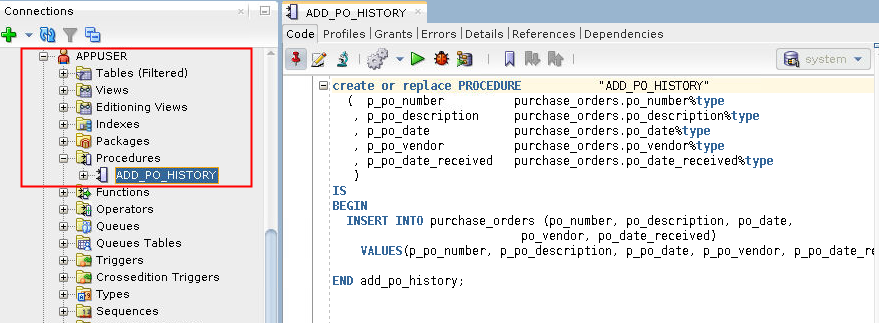 Connections
APPUSER
Tables (Filtered)
Views
Editioning Views
Indexes
Packages
Procedures
ADD_PO_HISTORY
Functions
Operators
Queues
Queues Tables
Triggers
Crossedition Triggers
Types
Sequences
ADD_PO_HISTORY
Code Profiles Grants Errors Details References Dependencies
system
create or replace PROCEDURE "ADD_PO_HISTORY"
( p_po_number purchase_orders.po_number%type
, p_po_description purchase_orders.po_description%type
, p_po_date purchase_orders.po_date%type
, p_po_vendor purchase_orders.po_vendor%type
, p_po_date_received purchase_orders.po_date_received%type
)
IS
BEGIN
INSERT INTO purchase_orders (po_number, po_description, po_date,
po_vendor, po_date_received)
VALUES(p_po_number, p_po_description, p_po_date, p_po_vendor, p_po_date_re
END add_po_history;